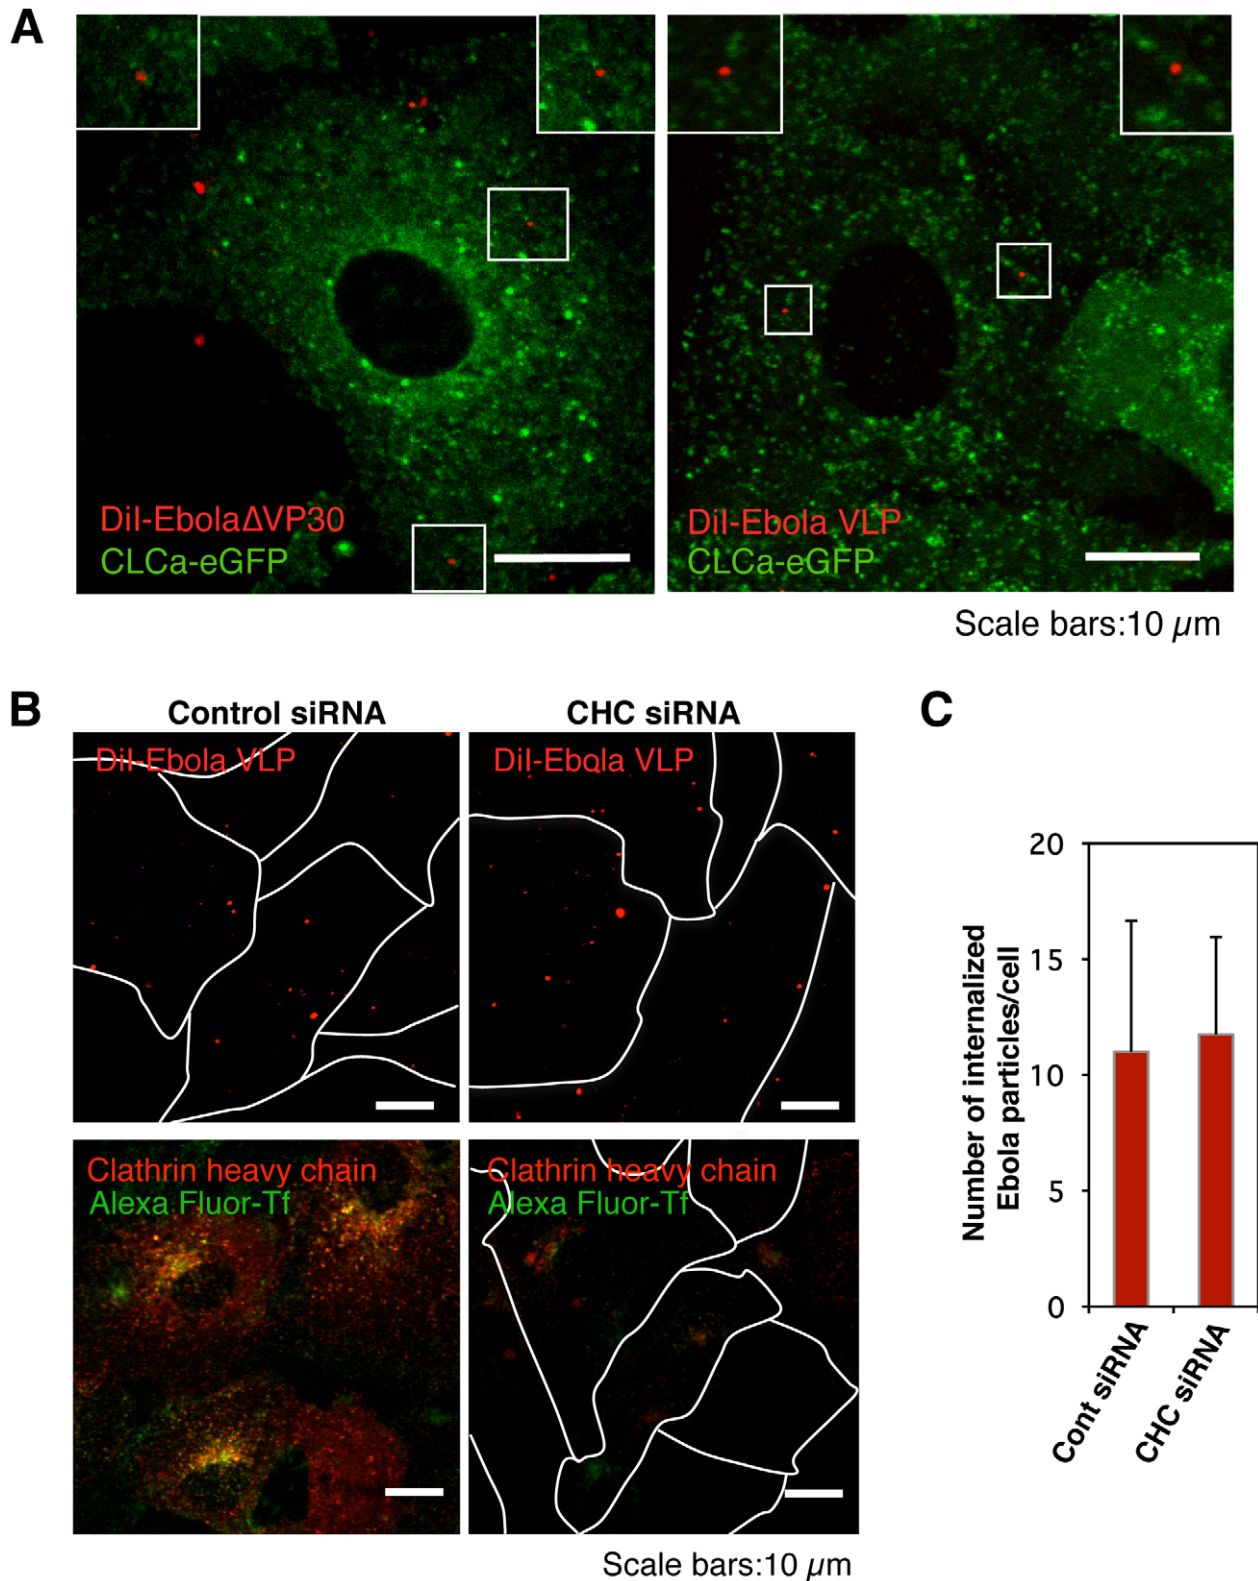 A
DiI-EbolaΔVP30
CLCa-eGFP
DiI-Ebola VLP
CLCa-eGFP
Scale bars:10 µm
B
Control siRNA
CHC siRNA
DiI-Ebola VLP
DiI-Ebola VLP
Clathrin heavy chain
Alexa Fluor-Tf
Clathrin heavy chain
Alexa Fluor-Tf
Scale bars:10 µm
C
Number of internalized
Ebola particles/cell
20
15
10
5
0
Cont siRNA
CHC siRNA